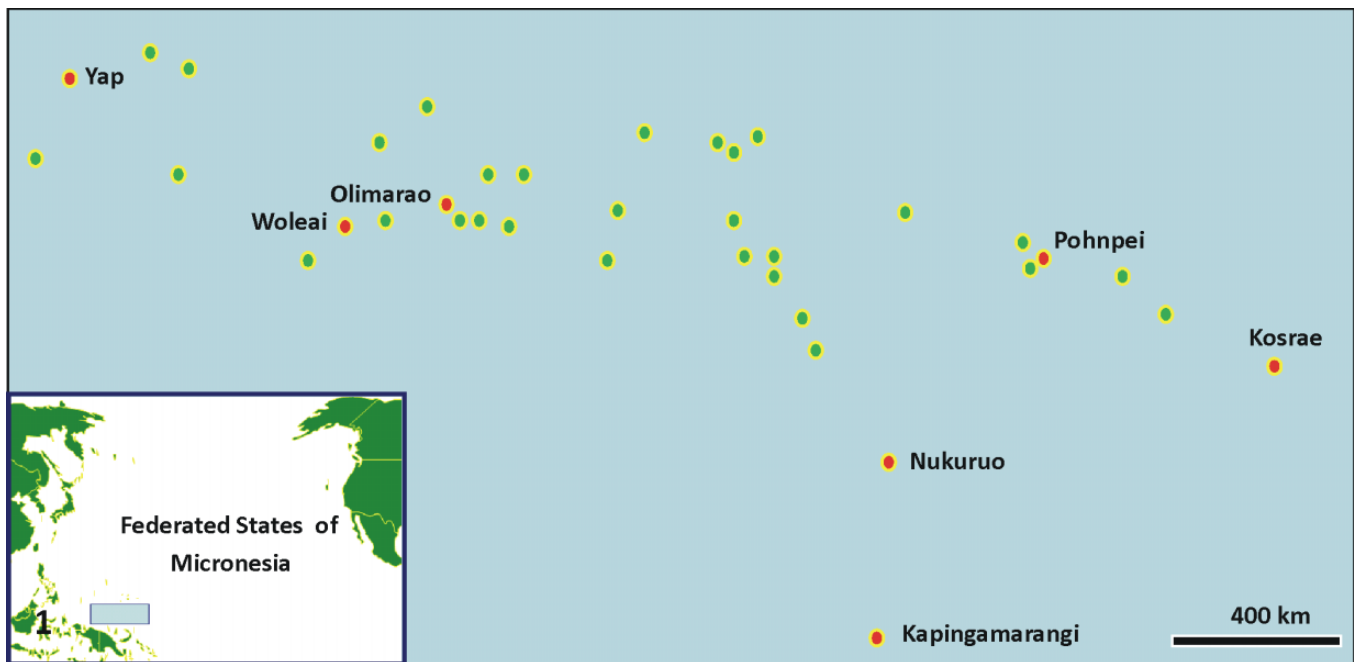 Yap
Olimarao
Woleai
Pohnpei
Kosrae
Nukuruo
Federated States of
Micronesia
1
Kapingamarangi
400 km